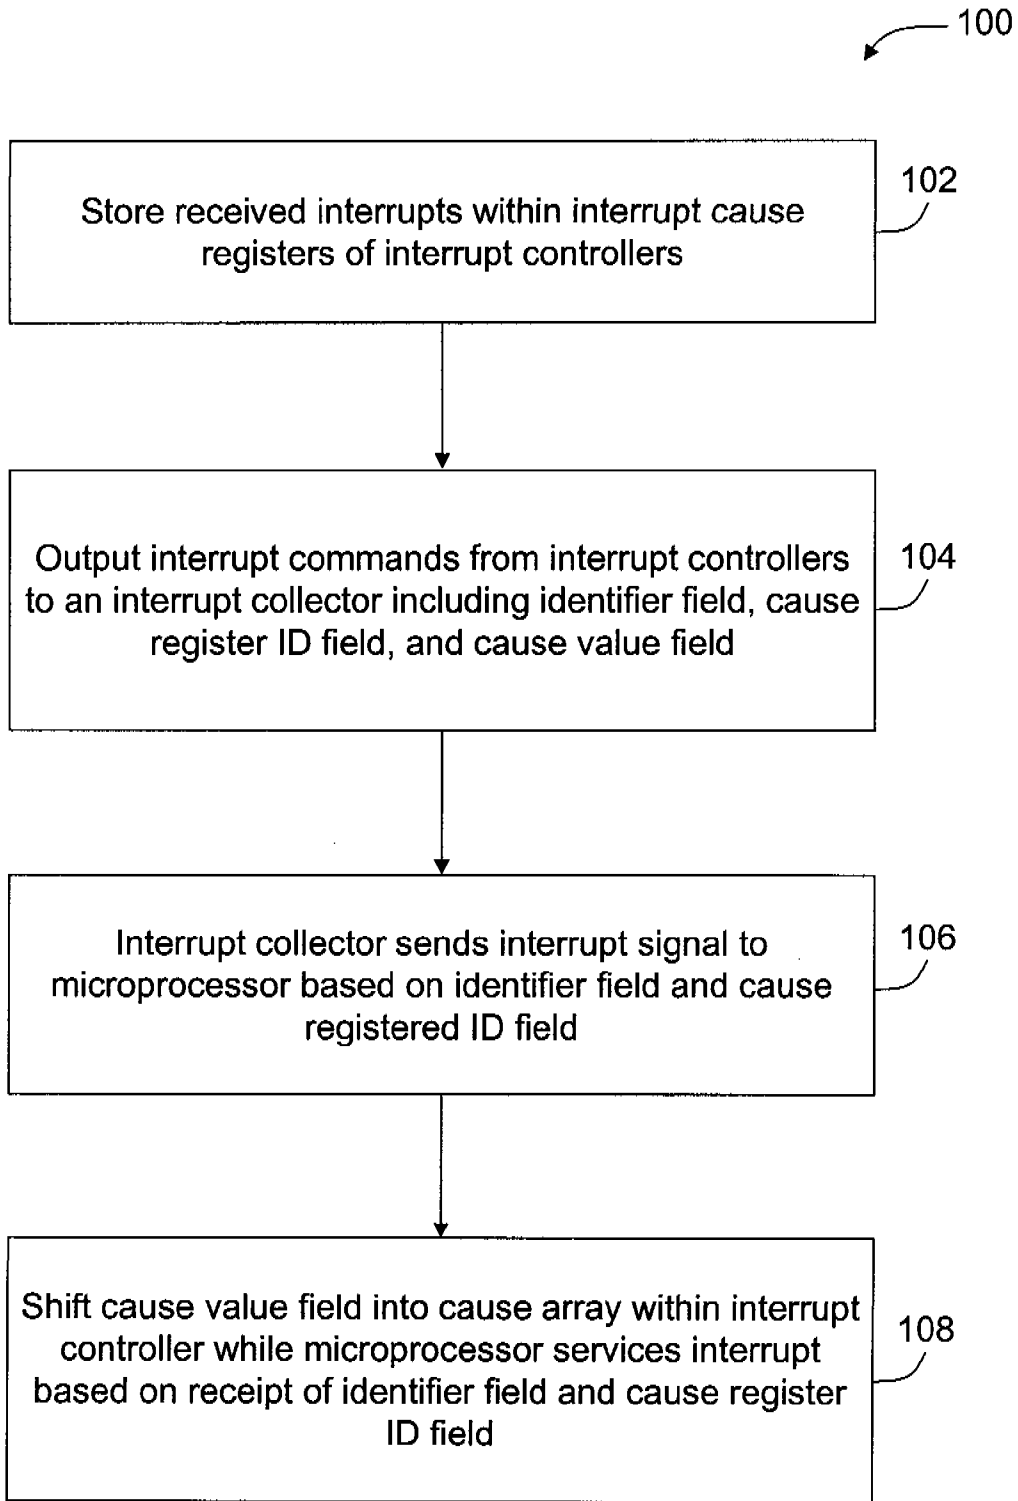 100
Store received interrupts within interrupt cause
registers of interrupt controllers
102
Output interrupt commands from interrupt controllers
to an interrupt collector including identifier field, cause
register ID field, and cause value field
104
Interrupt collector sends interrupt signal to
microprocessor based on identifier field and cause
registered ID field
106
Shift cause value field into cause array within interrupt
controller while microprocessor services interrupt
based on receipt of identifier field and cause register
ID field
108